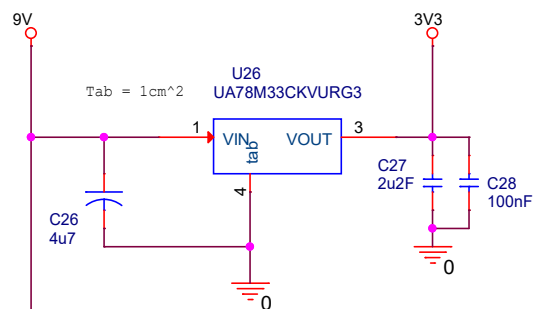 9V
3V3
U26
UA78M33CKVURG3
Tab = 1cm^2
1
VIN
VOUT
3
tab
4
C26
4u7
C27
2u2F
C28
100nF
0
0